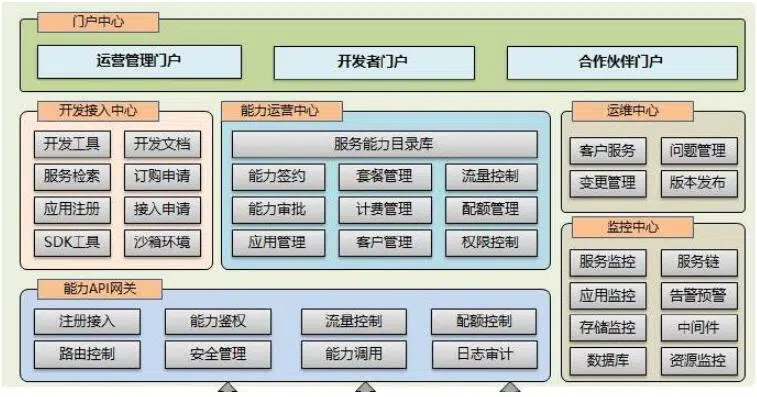 门户中心
运营管理门户
开发者门户
合作伙伴门户
开发接入中心
开发工具
开发文档
服务检索
订购申请
应用注册
接入申请
SDK工具
沙箱环境
能力运营中心
服务能力目录库
能力签约
套餐管理
流量控制
能力审批
计费管理
配额管理
应用管理
客户管理
权限控制
运维中心
客户服务
问题管理
变更管理
版本发布
监控中心
服务监控
服务链
应用监控
告警预警
存储监控
中间件
数据库
资源监控
能力API网关
注册接入
能力鉴权
流量控制
配额控制
路由控制
安全管理
能力调用
日志审计